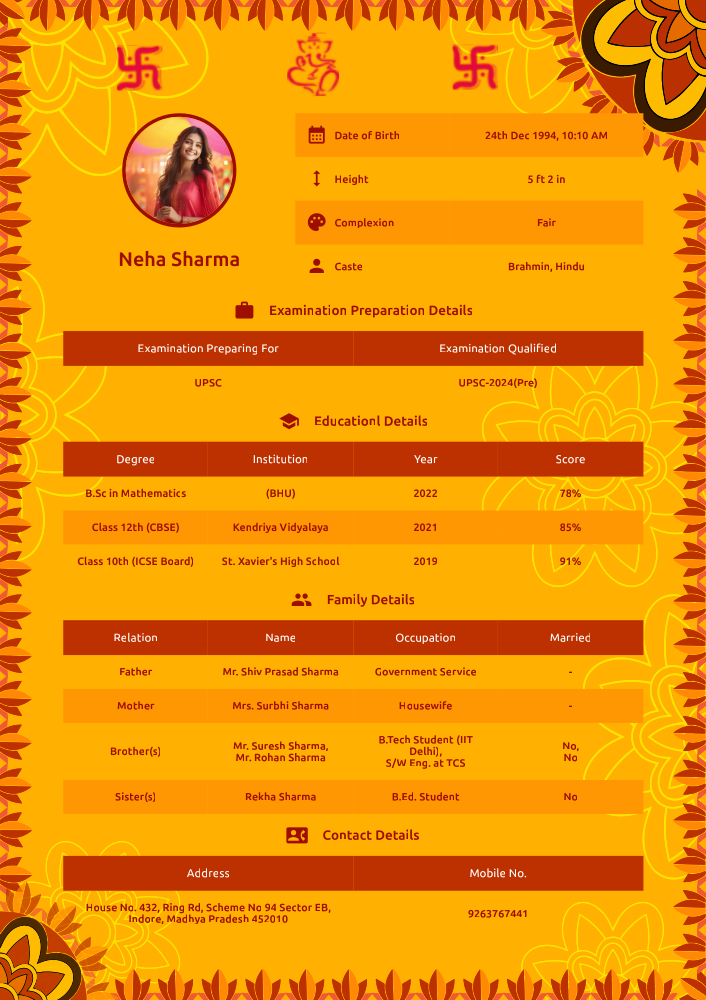 Date of Birth 24th Dec 1994, 10:10 AM
Height 5 ft 2 in
Complexion Fair
Caste Brahmin, Hindu
Neha Sharma
Examination Preparation Details
Examination Preparing For Examination Qualified
UPSC UPSC-2024(Pre)
Educationl Details
Degree Institution Year Score
B.Sc in Mathematics (BHU) 2022 78%
Class 12th (CBSE) Kendriya Vidyalaya 2021 85%
Class 10th (ICSE Board) St. Xavier's High School 2019 91%
Family Details
Relation Name Occupation Married
Father Mr. Shiv Prasad Sharma Government Service -
Mother Mrs. Surbhi Sharma Housewife -
Brother(s) Mr. Suresh Sharma,
Mr. Rohan Sharma
B.Tech Student (IIT
Delhi),
S/W Eng. at TCS
No,
No
Sister(s) Rekha Sharma B.Ed. Student No
Contact Details
Address Mobile No.
House No. 432, Ring Rd, Scheme No 94 Sector EB,
Indore, Madhya Pradesh 452010
9263767441